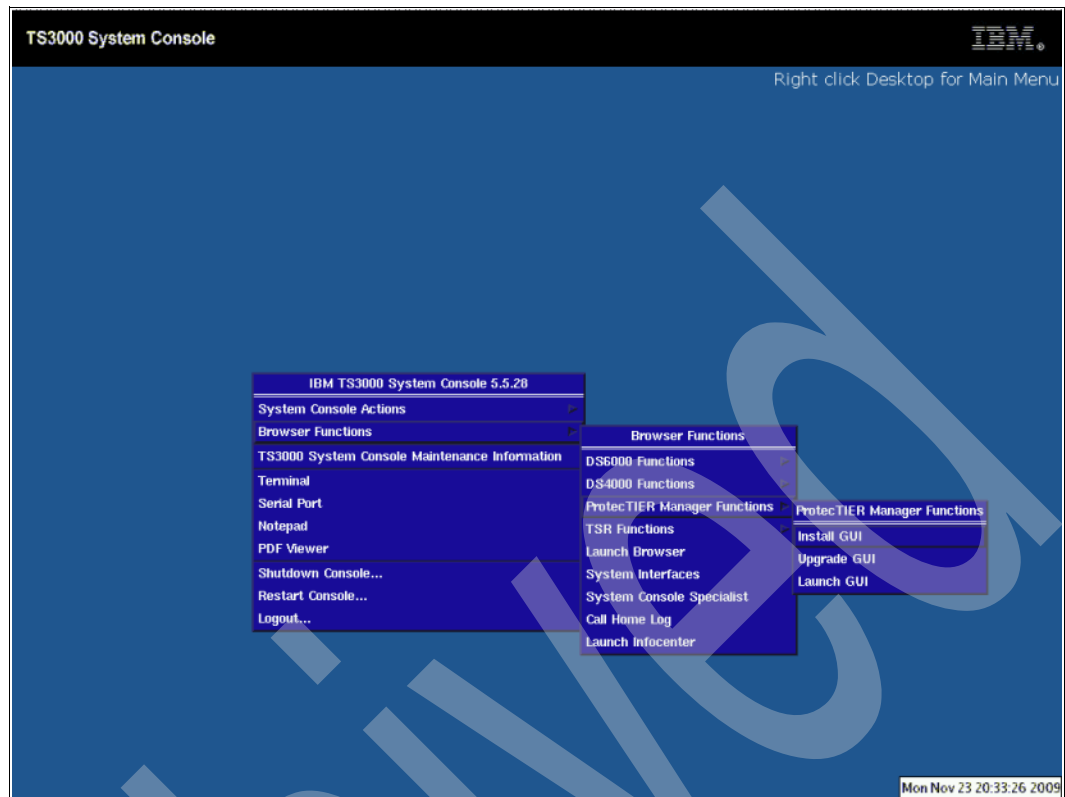 TS3000 System Console
IBM®
Right click Desktop for Main Menu
IBM TS3000 System Console 5.5.28
System Console Actions
Browser Functions
TS3000 System Console Maintenance Information
Terminal
Serial Port
Notepad
PDF Viewer
Shutdown Console...
Restart Console...
Logout...
Browser Functions
DS6000 Functions
DS4000 Functions
ProtecTIER Manager Functions
TSR Functions
Launch Browser
System Interfaces
System Console Specialist
Call Home Log
Launch Infocenter
ProtecTIER Manager Functions
Install GUI
Upgrade GUI
Launch GUI
Mon Nov 23 20:33:26 2009